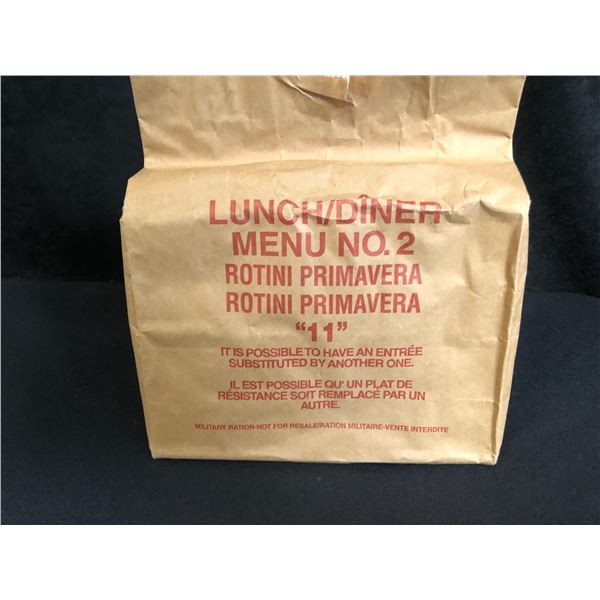 LUNCH/DÎNER
MENU NO. 2
ROTINI PRIMAVERA
ROTINI PRIMAVERA
“11”
IT IS POSSIBLE TO HAVE AN ENTRÉE
SUBSTITUTED BY ANOTHER ONE.
IL EST POSSIBLE QU' UN PLAT DE
RÉSISTANCE SOIT REMPLACÉ PAR UN
AUTRE.
MILITARY RATION-NOT FOR RESALE/RATION MILITAIRE-VENTE INTERDITE